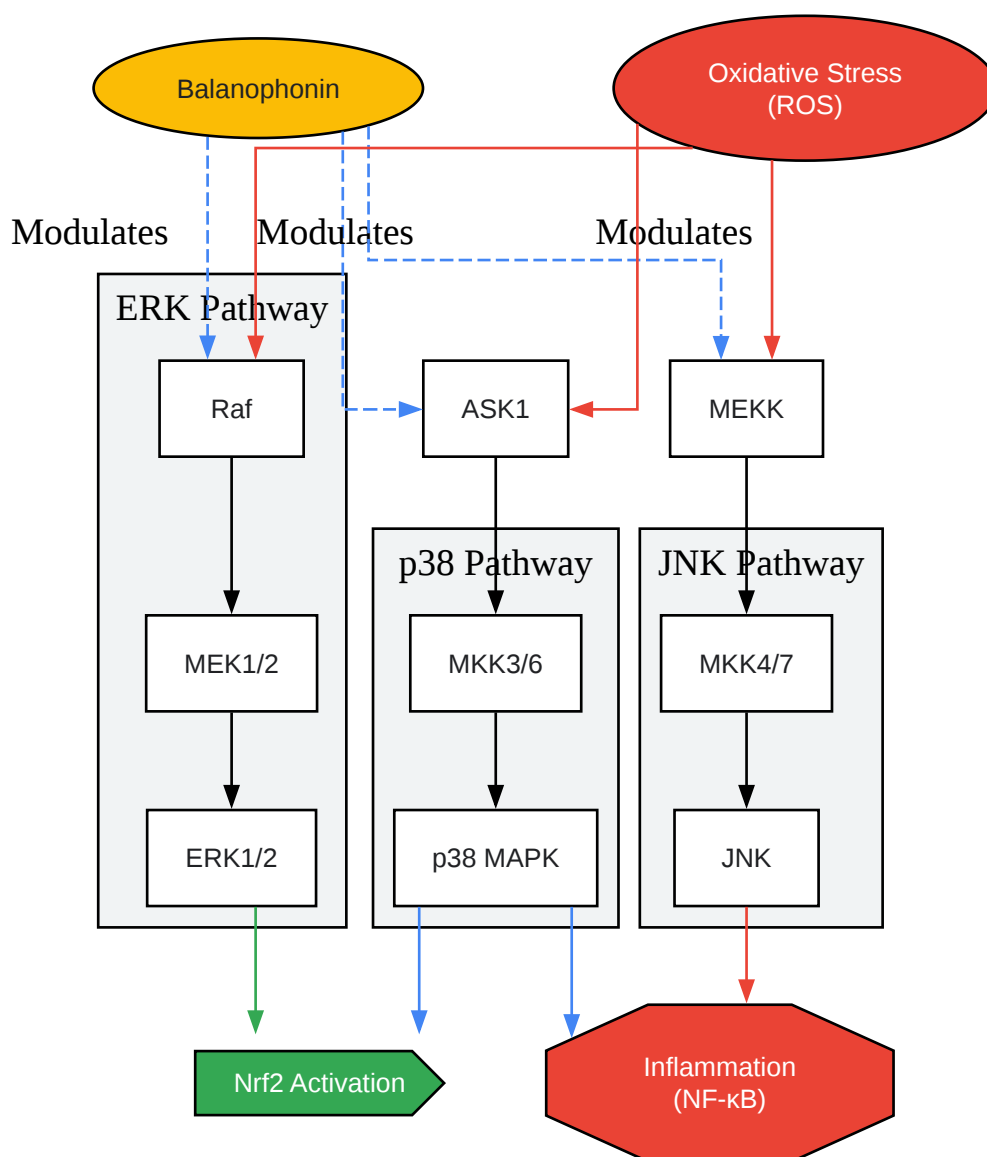 Balanophonin
Oxidative Stress
(ROS)
Modulates
Modulates
Modulates
ERK Pathway
Raf
ASK1
MEKK
p38 Pathway
JNK Pathway
MEK1/2
MKK3/6
MKK4/7
ERK1/2
p38 MAPK
JNK
Nrf2 Activation
Inflammation
(NF-κB)